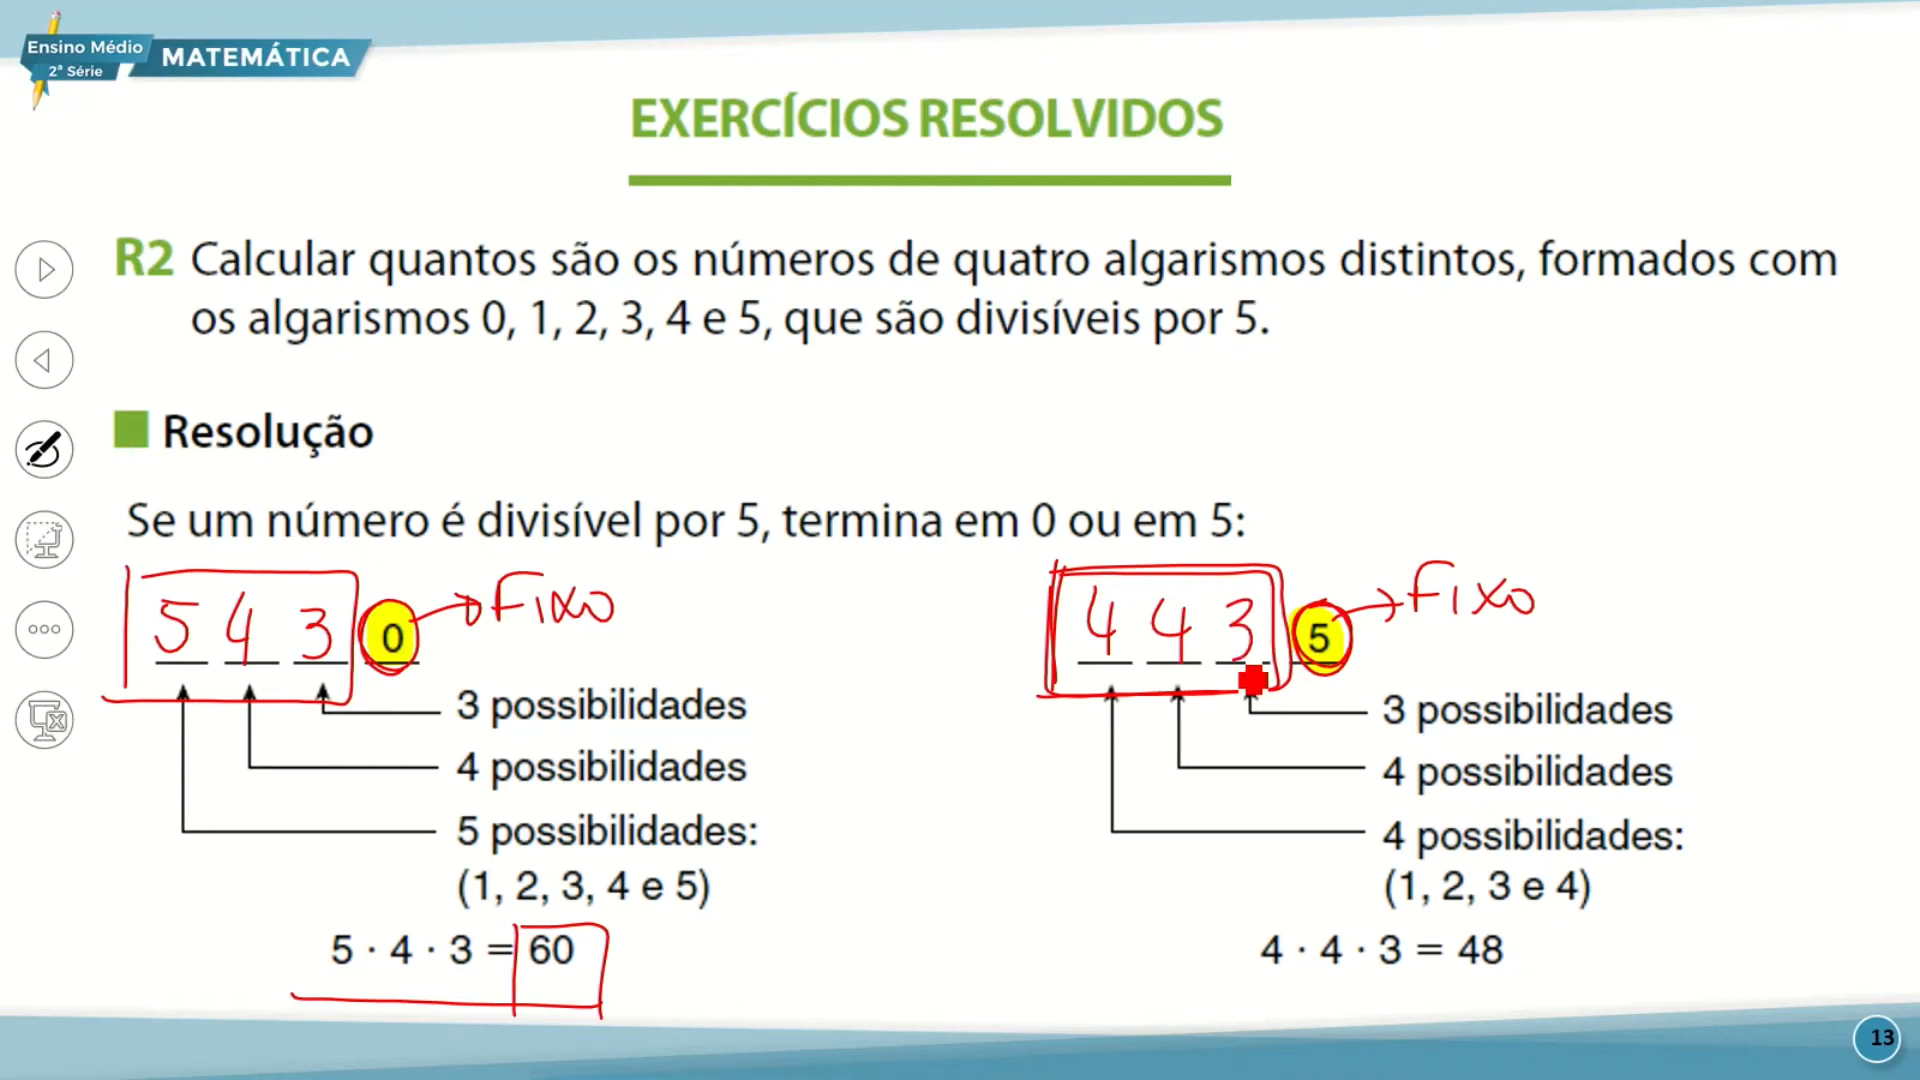 Ensino Médio
2ª Série
MATEMÁTICA
EXERCÍCIOS RESOLVIDOS
R2 Calcular quantos são os números de quatro algarismos distintos, formados com
os algarismos 0, 1, 2, 3, 4 e 5, que são divisíveis por 5.
Resolução
Se um número é divisível por 5, termina em 0 ou em 5:
5 4 3 0 Fixo
3 possibilidades
4 possibilidades
5 possibilidades:
(1, 2, 3, 4 e 5)
5 · 4 · 3 = 60
4 4 3 5 Fixo
3 possibilidades
4 possibilidades
4 possibilidades:
(1, 2, 3 e 4)
4 · 4 · 3 = 48
13